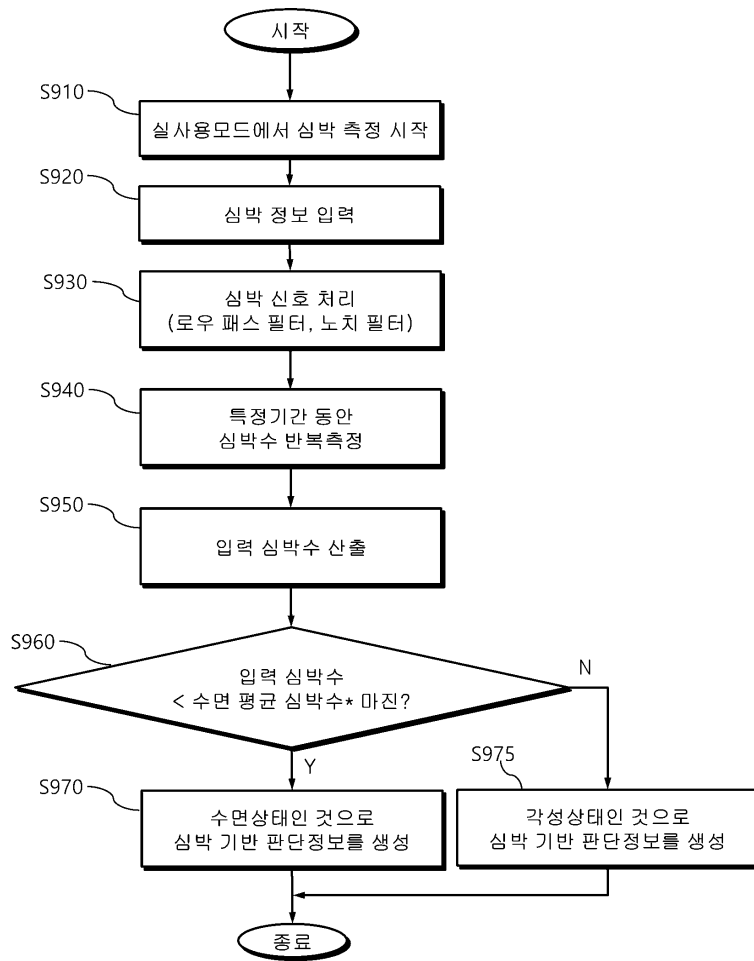 시작
S910
실사용모드에서 심박 측정 시작
S920
심박 정보 입력
S930
심박 신호 처리
(로우 패스 필터, 노치 필터)
S940
특정기간 동안
심박수 반복측정
S950
입력 심박수 산출
S960
입력 심박수
< 수면 평균 심박수* 마진?
N
Y
S970
수면상태인 것으로
심박 기반 판단정보를 생성
S975
각성상태인 것으로
심박 기반 판단정보를 생성
종료